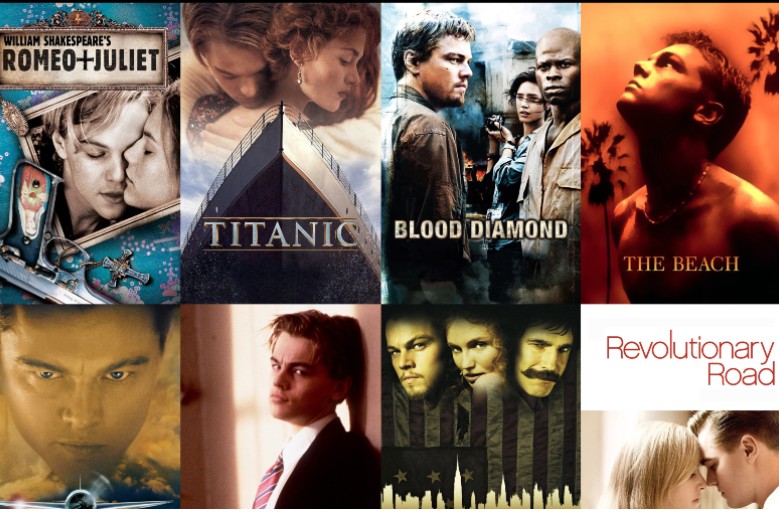 WILLIAM SHAKESPEARE'S
ROMEO+JULIET
TITANIC
BLOOD DIAMOND
THE BEACH
Revolutionary
Road